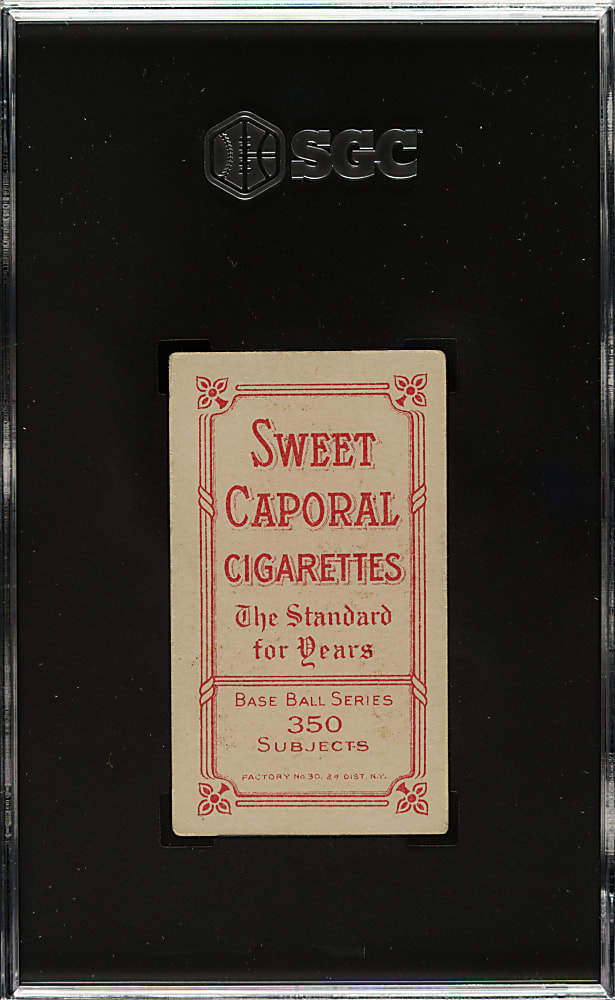 SGC
SWEET
CAPORAL
CIGARETTES
The Standard
for Years
BASE BALL SERIES
350
SUBJECTS
FACTORY No. 30, 2d DIST. N.Y.